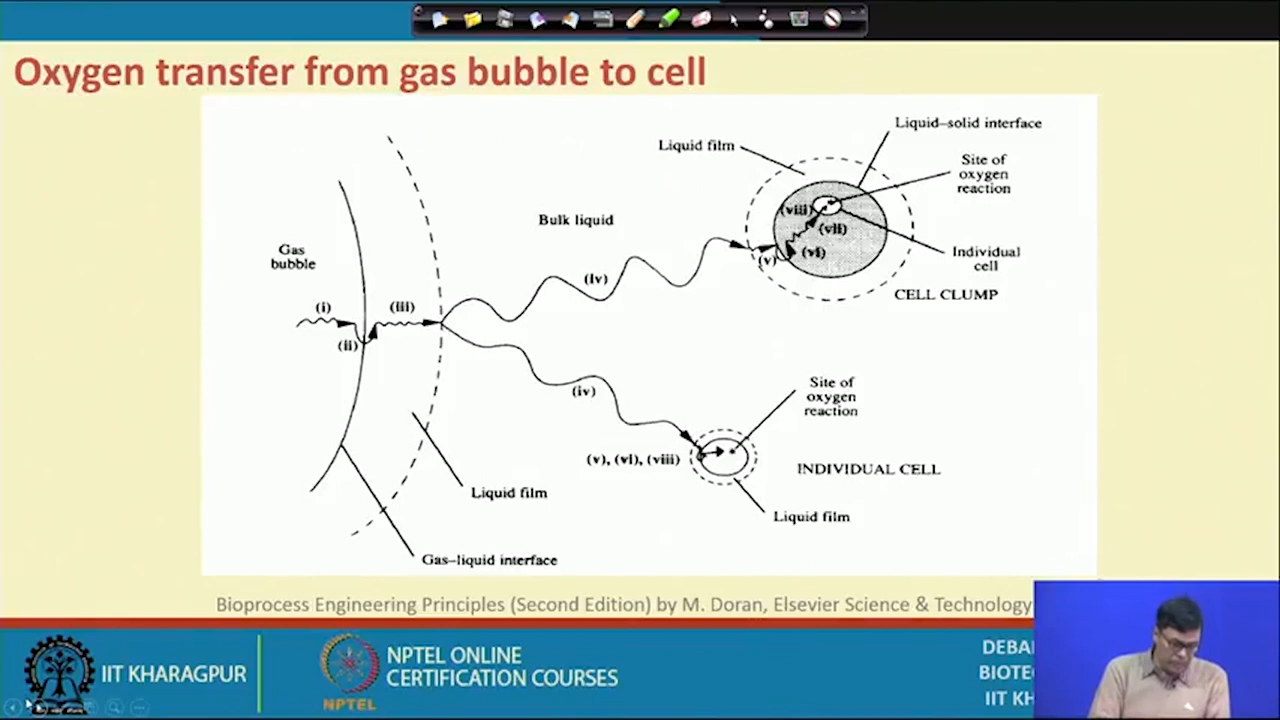 Oxygen transfer from gas bubble to cell
Liquid–solid interface
Liquid film
Site of
oxygen
reaction
Bulk liquid
(viii)
(vii)
Gas
bubble
(v)
(vi)
Individual
cell
(iv)
CELL CLUMP
(i)
(iii)
(ii)
Site of
oxygen
reaction
(iv)
(v), (vi), (viii)
INDIVIDUAL CELL
Liquid film
Liquid film
Gas–liquid interface
Bioprocess Engineering Principles (Second Edition) by M. Doran, Elsevier Science & Technology
IIT KHARAGPUR
NPTEL
NPTEL ONLINE
CERTIFICATION COURSES
DEBA
BIOTE
IIT KH